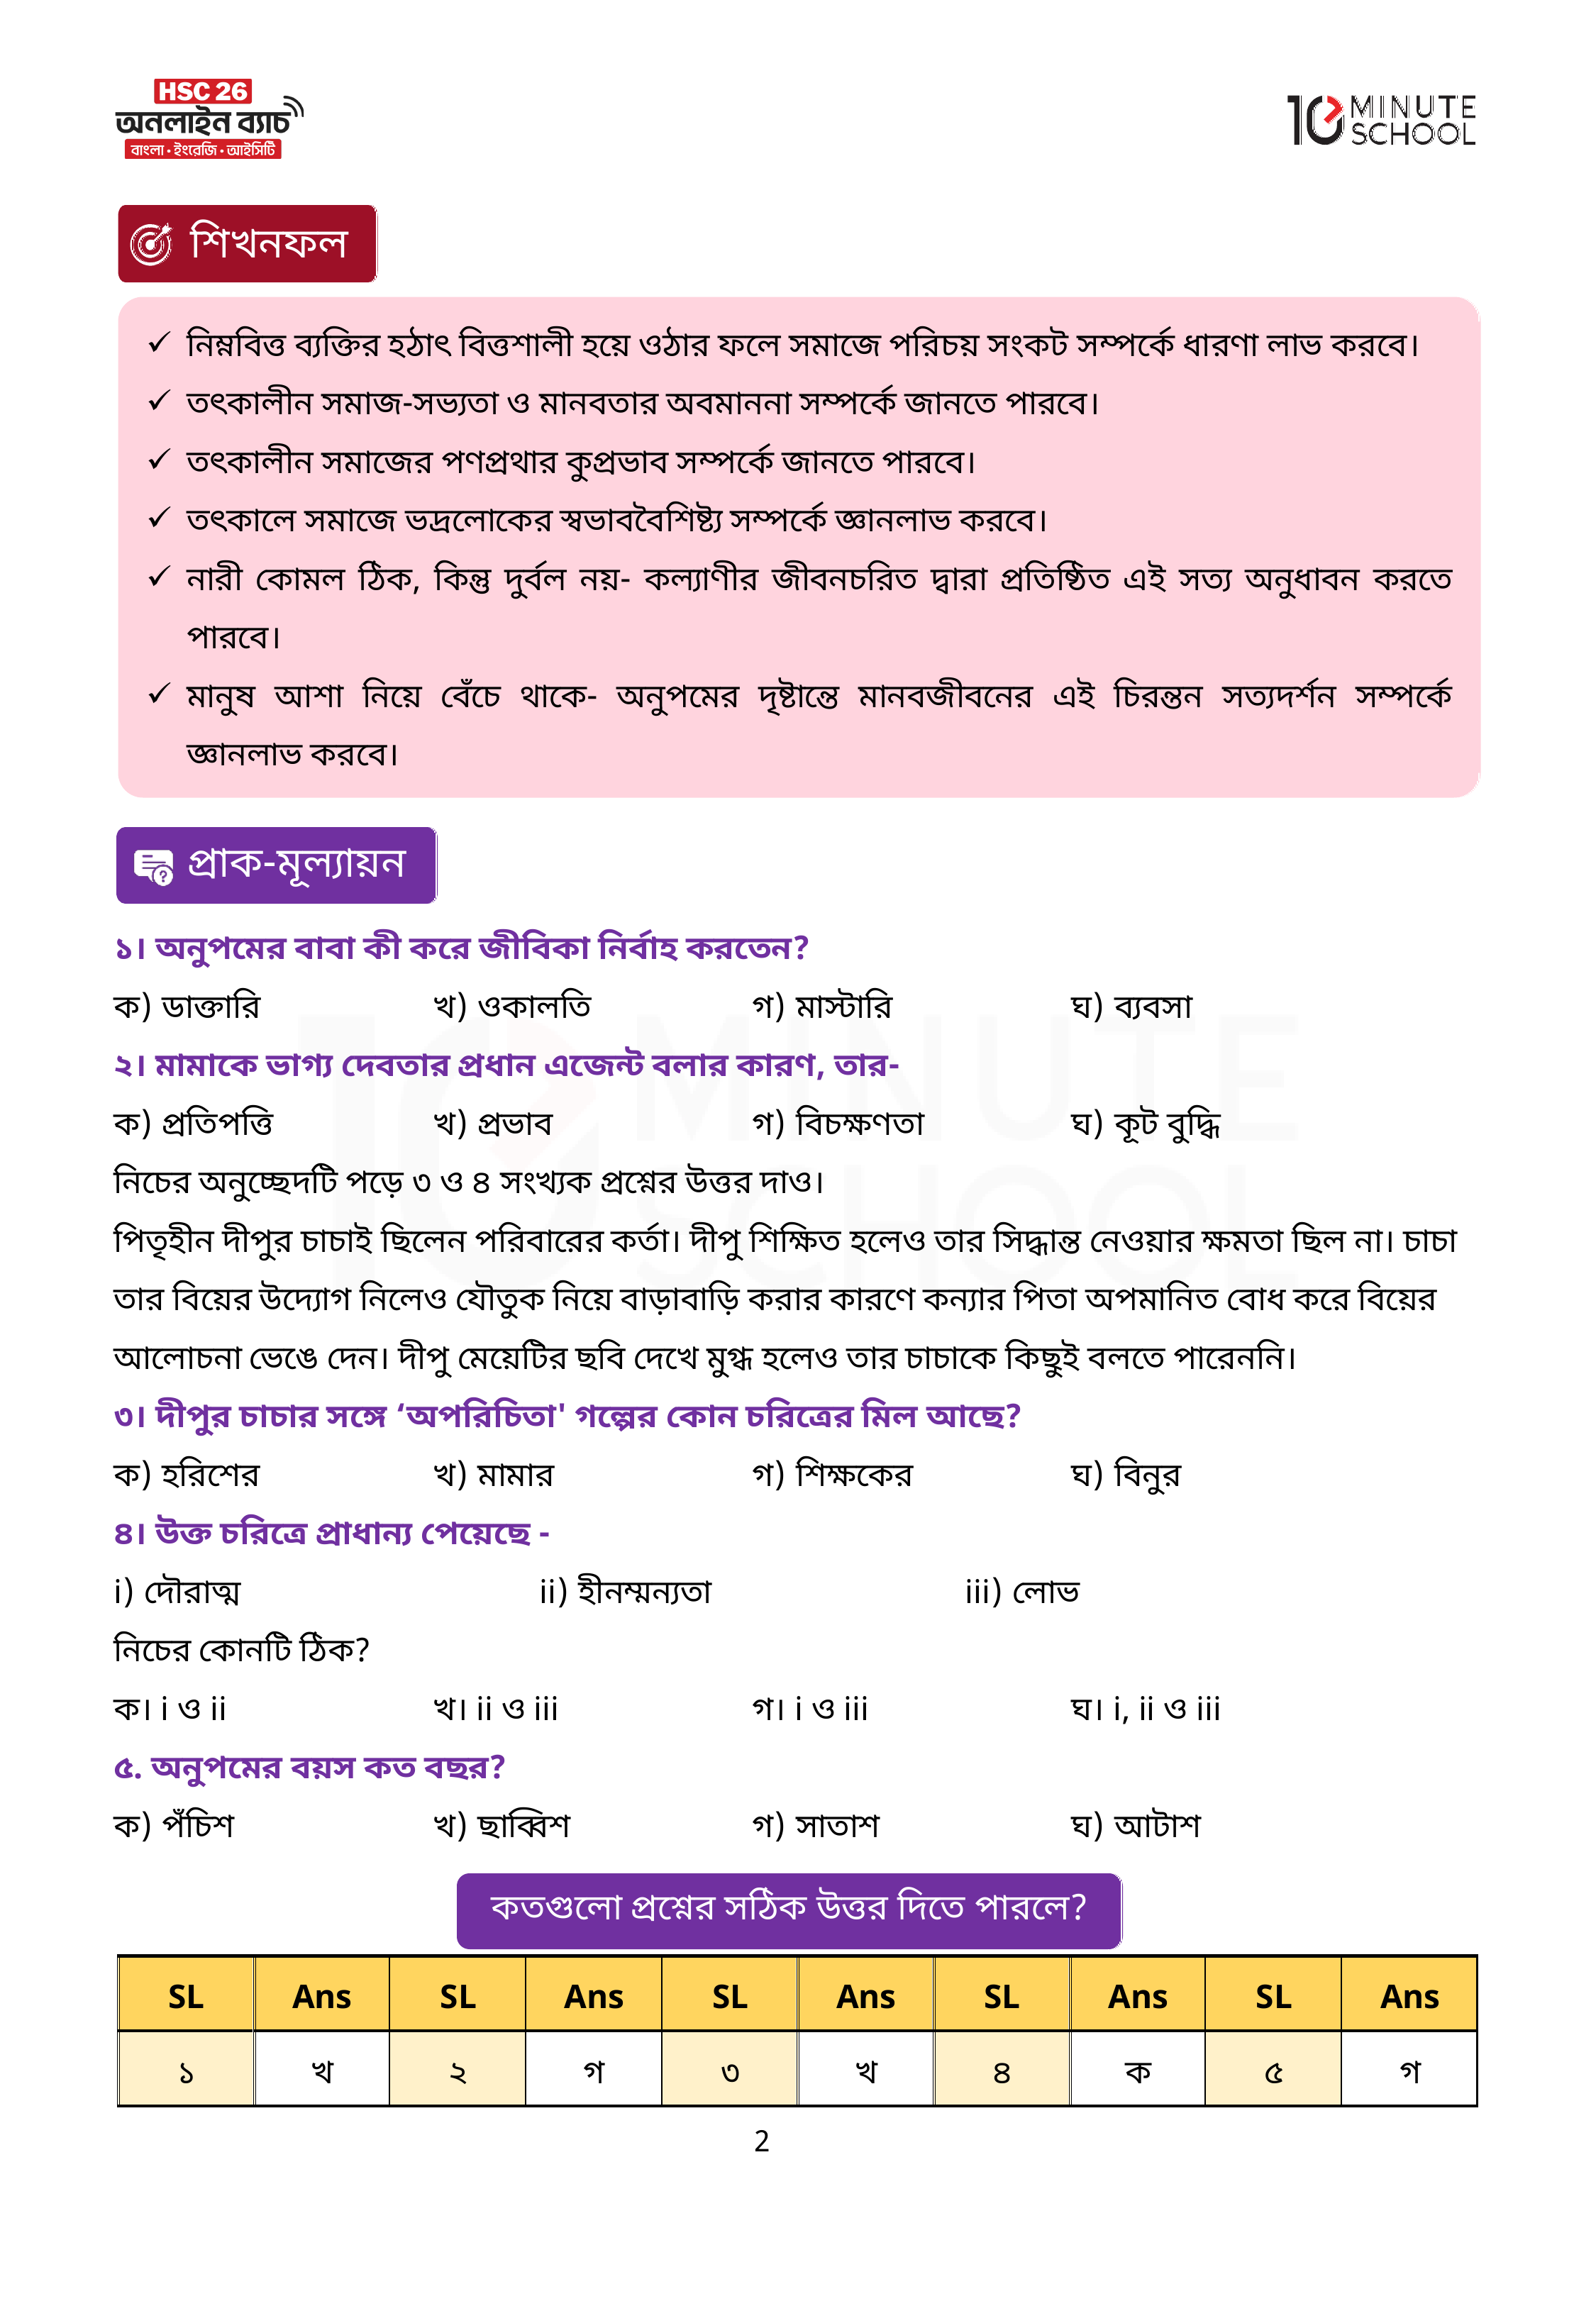 HSC 26
অনলাইন ব্যাচ
বাংলা • ইংরেজি • আইসিটি
10 MINUTE SCHOOL
শিখনফল
✓ নিম্নবিত্ত ব্যক্তির হঠাৎ বিত্তশালী হয়ে ওঠার ফলে সমাজে পরিচয় সংকট সম্পর্কে ধারণা লাভ করবে।
✓ তৎকালীন সমাজ-সভ্যতা ও মানবতার অবমাননা সম্পর্কে জানতে পারবে।
✓ তৎকালীন সমাজের পণপ্রথার কুপ্রভাব সম্পর্কে জানতে পারবে।
✓ তৎকালে সমাজে ভদ্রলোকের স্বভাববৈশিষ্ট্য সম্পর্কে জ্ঞানলাভ করবে।
✓ নারী কোমল ঠিক, কিন্তু দুর্বল নয়- কল্যাণীর জীবনচরিত দ্বারা প্রতিষ্ঠিত এই সত্য অনুধাবন করতে
পারবে।
✓ মানুষ আশা নিয়ে বেঁচে থাকে- অনুপমের দৃষ্টান্তে মানবজীবনের এই চিরন্তন সত্যদর্শন সম্পর্কে
জ্ঞানলাভ করবে।
প্রাক-মূল্যায়ন
১। অনুপমের বাবা কী করে জীবিকা নির্বাহ করতেন?
ক) ডাক্তারি খ) ওকালতি গ) মাস্টারি ঘ) ব্যবসা
২। মামাকে ভাগ্য দেবতার প্রধান এজেন্ট বলার কারণ, তার-
ক) প্রতিপত্তি খ) প্রভাব গ) বিচক্ষণতা ঘ) কূট বুদ্ধি
নিচের অনুচ্ছেদটি পড়ে ৩ ও ৪ সংখ্যক প্রশ্নের উত্তর দাও।
পিতৃহীন দীপুর চাচাই ছিলেন পরিবারের কর্তা। দীপু শিক্ষিত হলেও তার সিদ্ধান্ত নেওয়ার ক্ষমতা ছিল না। চাচা
তার বিয়ের উদ্যোগ নিলেও যৌতুক নিয়ে বাড়াবাড়ি করার কারণে কন্যার পিতা অপমানিত বোধ করে বিয়ের
আলোচনা ভেঙে দেন। দীপু মেয়েটির ছবি দেখে মুগ্ধ হলেও তার চাচাকে কিছুই বলতে পারেননি।
৩। দীপুর চাচার সঙ্গে ‘অপরিচিতা' গল্পের কোন চরিত্রের মিল আছে?
ক) হরিশের খ) মামার গ) শিক্ষকের ঘ) বিনুর
৪। উক্ত চরিত্রে প্রাধান্য পেয়েছে -
i) দৌরাত্ম ii) হীনম্মন্যতা iii) লোভ
নিচের কোনটি ঠিক?
ক। i ও ii খ। ii ও iii গ। i ও iii ঘ। i, ii ও iii
৫. অনুপমের বয়স কত বছর?
ক) পঁচিশ খ) ছাব্বিশ গ) সাতাশ ঘ) আটাশ
কতগুলো প্রশ্নের সঠিক উত্তর দিতে পারলে?
SL Ans SL Ans SL Ans SL Ans SL Ans
১ খ ২ গ ৩ খ ৪ ক ৫ গ
2